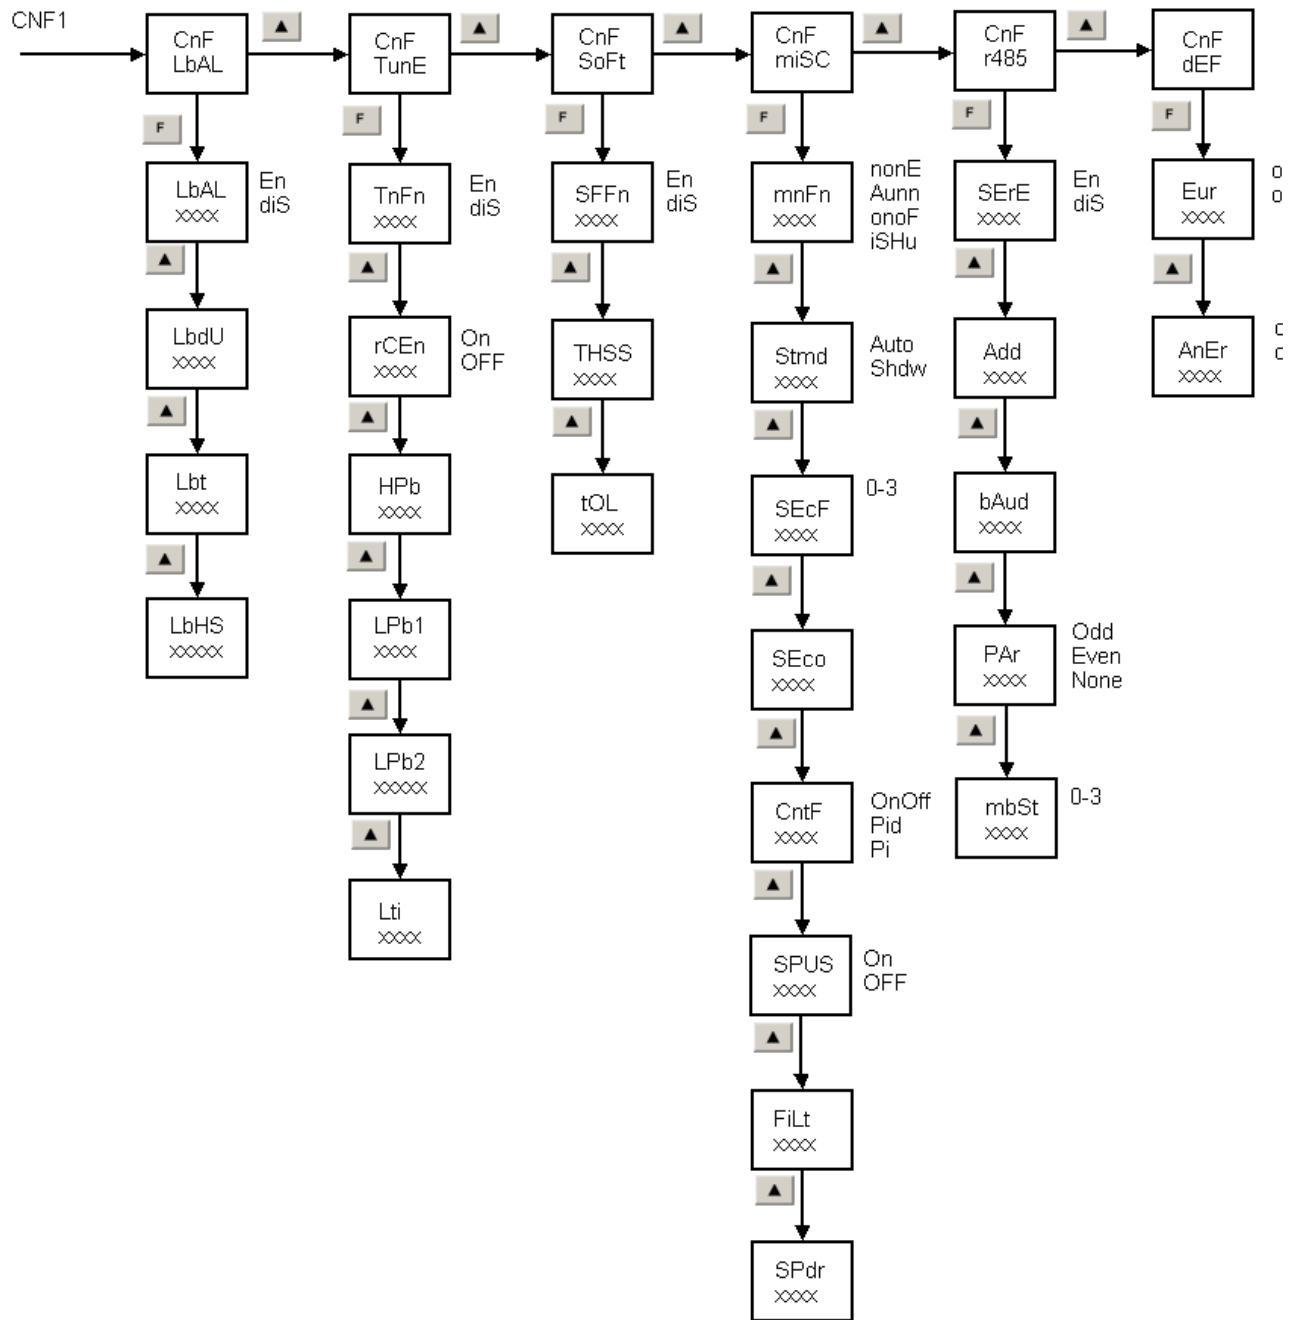 CNF1
CnF
LbAL
CnF
TunE
CnF
SoFt
CnF
miSC
CnF
r485
CnF
dEF
F
F
F
F
F
F
LbAL
XXXX
En
diS
LbdU
XXXX
Lbt
XXXX
LbHS
XXXXX
TnFn
XXXX
En
diS
rCEn
XXXX
On
OFF
HPb
XXXX
LPb1
XXXX
LPb2
XXXXX
Lti
XXXX
SFFn
XXXX
En
diS
THSS
XXXX
tOL
XXXX
mnFn
XXXX
nonE
Aunn
onoF
iSHu
Stmd
XXXX
Auto
Shdw
SEcF
XXXX
0-3
SEco
XXXX
CntF
XXXX
OnOff
Pid
Pi
SPUS
XXXX
On
OFF
FiLt
XXXX
SPdr
XXXX
SErE
XXXX
En
diS
Add
XXXX
bAud
XXXX
PAr
XXXX
Odd
Even
None
mbSt
XXXX
0-3
Eur
XXXX
AnEr
XXXX